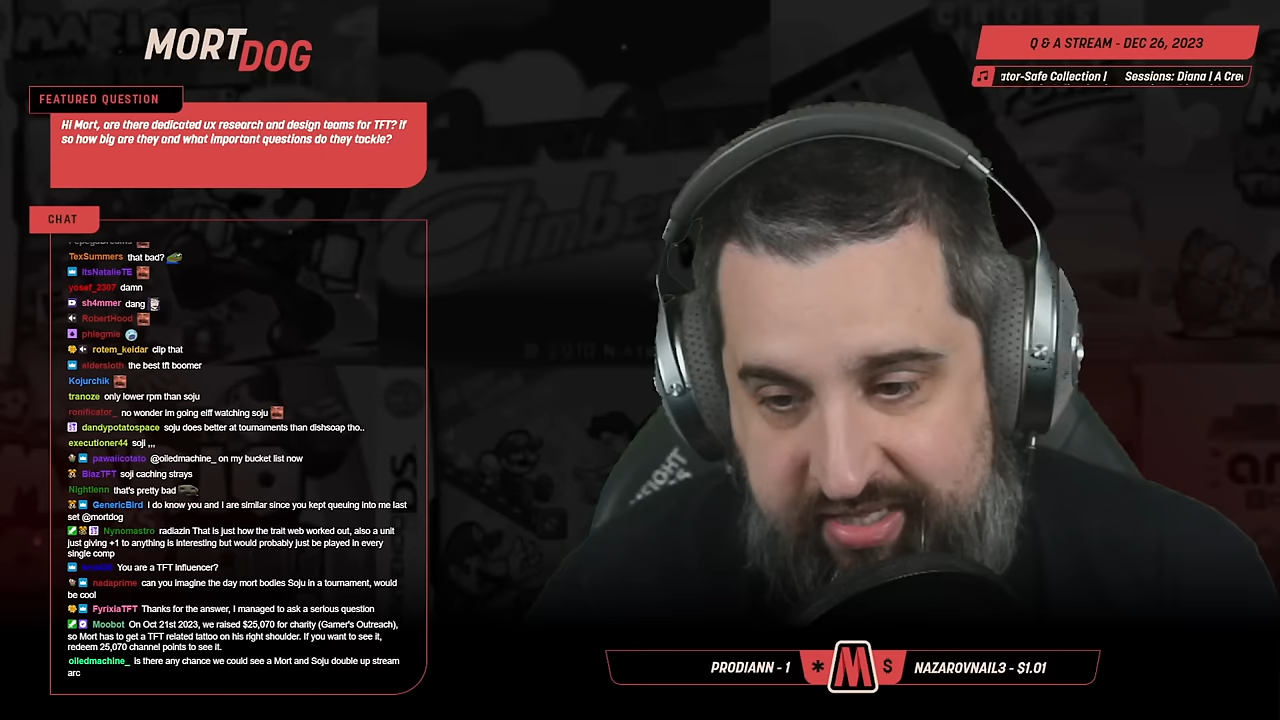 MORTDOG
Q & A STREAM - DEC 26, 2023
ator-Safe Collection | Sessions: Diana | A Cre
FEATURED QUESTION
Hi Mort, are there dedicated ux research and design teams for TFT? if
so how big are they and what important questions do they tackle?
CHAT
TexSummers that bad?
ItsNatalieTE
yosef_2307 damn
sh4mmer dang
RobertHood
phlegmie
rotem_keidar clip that
aldersloth the best tft boomer
Kojurchik
tranoze only lower rpm than soju
ronificator_ no wonder im going eiff watching soju
dandypotatospace soju does better at tournaments than dishsoap tho..
executioner44 soji ,,,
pawaiicotato @oiledmachine_ on my bucket list now
BlazTFT soji caching strays
Nightlenn that's pretty bad
GenericBird I do know you and I are similar since you kept queuing into me last
set @mortdog
Nynomastro radiazin That is just how the trait web worked out, also a unit
just giving +1 to anything is interesting but would probably just be played in every
single comp
You are a TFT influencer?
nadaprime can you imagine the day mort bodies Soju in a tournament, would
be cool
FyrixiaTFT Thanks for the answer, I managed to ask a serious question
Moobot On Oct 21st 2023, we raised $25,070 for charity (Gamer's Outreach),
so Mort has to get a TFT related tattoo on his right shoulder. If you want to see it,
redeem 25,070 channel points to see it.
oiledmachine_ Is there any chance we could see a Mort and Soju double up stream
arc
PRODIANN - 1 * M $ NAZAROVNAIL3 - $1.01